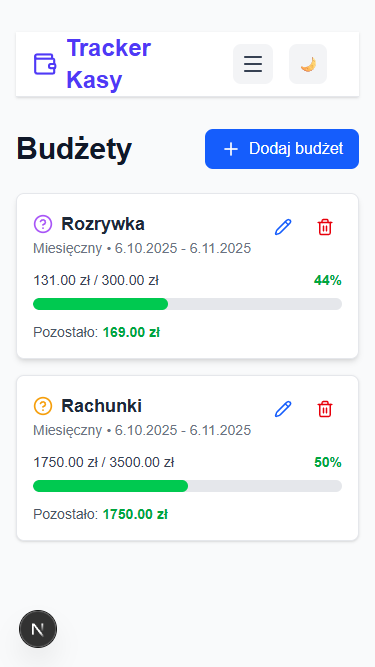 Tracker
Kasy
Budżety
Dodaj budżet
Rozrywka
Miesięczny • 6.10.2025 - 6.11.2025
131.00 zł / 300.00 zł 44%
Pozostało: 169.00 zł
Rachunki
Miesięczny • 6.10.2025 - 6.11.2025
1750.00 zł / 3500.00 zł 50%
Pozostało: 1750.00 zł
N